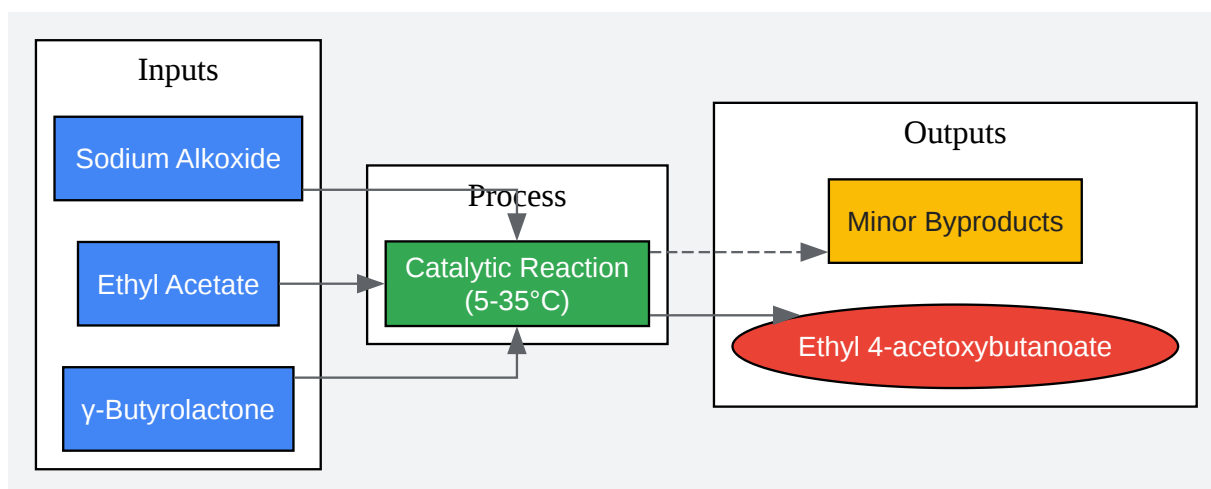 Inputs
Sodium Alkoxide
Ethyl Acetate
γ-Butyrolactone
Process
Catalytic Reaction
(5-35°C)
Outputs
Minor Byproducts
Ethyl 4-acetoxybutanoate